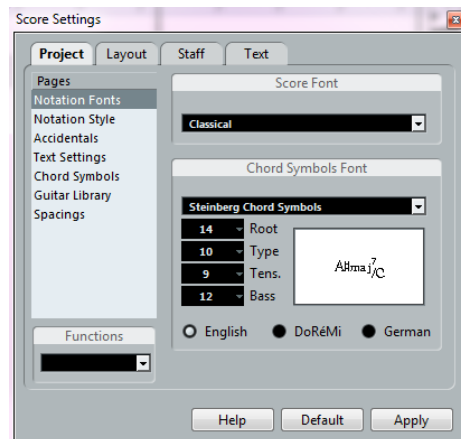 Score Settings
Project Layout Staff Text
Pages
Notation Fonts
Notation Style
Accidentals
Text Settings
Chord Symbols
Guitar Library
Spacings
Functions
Score Font
Classical
Chord Symbols Font
Steinberg Chord Symbols
14 Root
10 Type
9 Tens.
12 Bass
A#maj7/C
English DoRéMi German
Help Default Apply